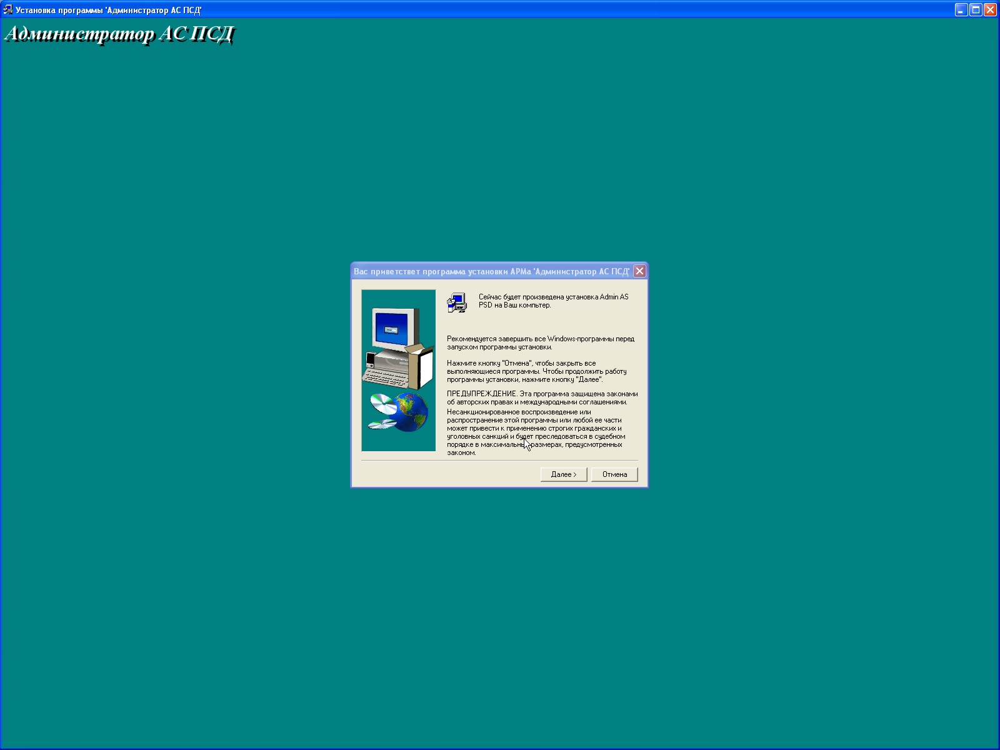 Установка программы 'Администратор АС ПСД'
Администратор АС ПСД
Вас приветствет программа установки АРМа 'Администратор АС ПСД'
Сейчас будет произведена установка Admin AS
PSD на Ваш компьтер.
Рекомендуется завершить все Windows-программы перед
запуском программы установки.
Нажмите кнопку "Отмена", чтобы закрыть все
выполняющиеся программы. Чтобы продолжить работу
программы установки, нажмите кнопку "Далее".
ПРЕДУПРЕЖДЕНИЕ. Эта программа защищена законами
об авторских правах и международными соглашениями.
Несанкционированное воспроизведение или
распространение этой программы или любой ее части
может привести к применению строгих гражданских и
уголовных санкций и будет преследоваться в судебном
порядке в максимальных размерах, предусмотренных
законом.
Далее >
Отмена